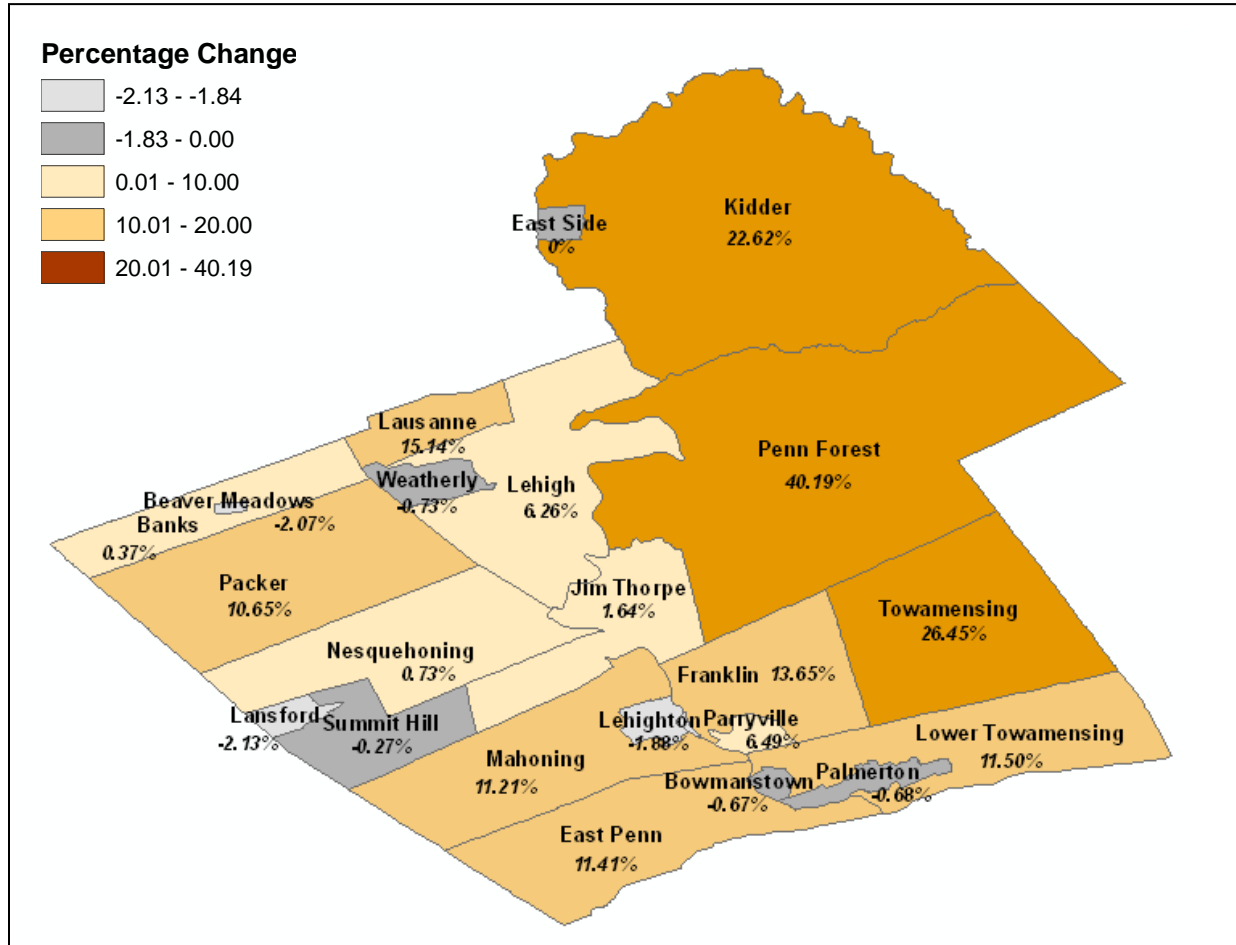 Percentage Change
-2.13 - -1.84
-1.83 - 0.00
0.01 - 10.00
10.01 - 20.00
20.01 - 40.19
Kidder
22.62%
East Side
0%
Lausanne
15.14%
Penn Forest
40.19%
Weatherly
-0.73%
Lehigh
6.26%
Beaver Meadows
-2.07%
Banks
0.37%
Packer
10.65%
Jim Thorpe
1.64%
Towamensing
26.45%
Nesquehoning
0.73%
Franklin 13.65%
Lansford
-2.13%
Summit Hill
-0.27%
Lehighton
-1.88%
Parryville
6.49%
Lower Towamensing
11.50%
Mahoning
11.21%
Bowmanstown
-0.67%
Palmerton
-0.68%
East Penn
11.41%